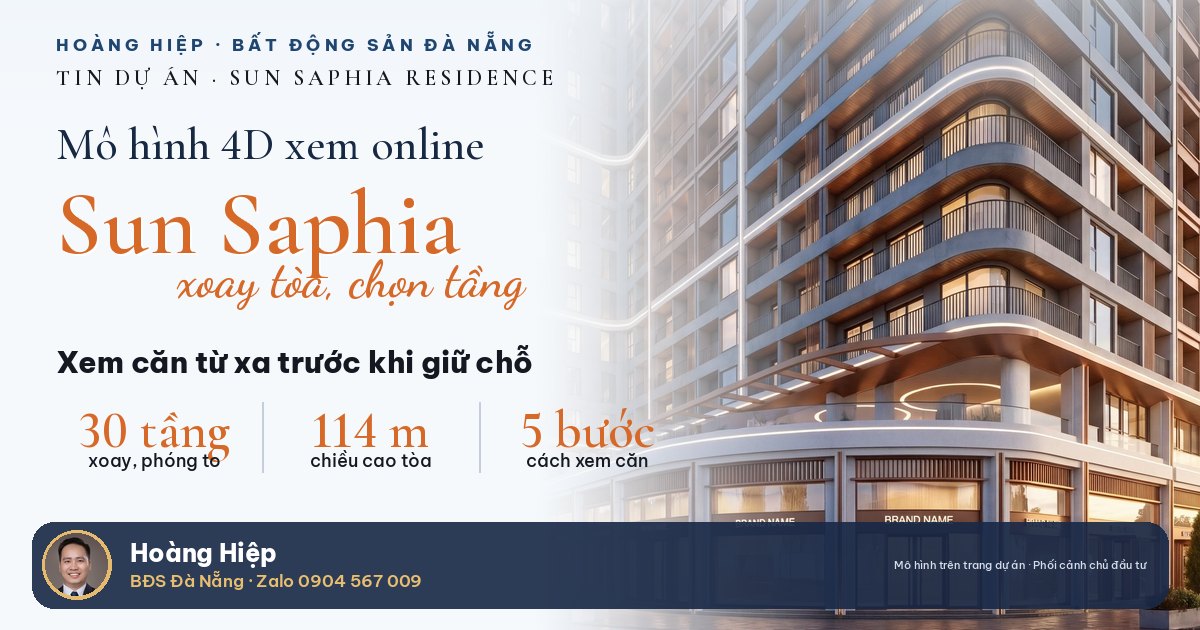 HOÀNG HIỆP · BẤT ĐỘNG SẢN ĐÀ NẴNG
TIN DỰ ÁN · SUN SAPHIA RESIDENCE
Mô hình 4D xem online
Sun Saphia
xoay tòa, chọn tầng
Xem căn từ xa trước khi giữ chỗ
30 tầng
xoay, phóng to
114 m
chiều cao tòa
5 bước
cách xem căn
BRAND NAME
BRAND NAME
Hoàng Hiệp
BĐS Đà Nẵng · Zalo 0904 567 009
Mô hình trên trang dự án · Phối cảnh chủ đầu tư